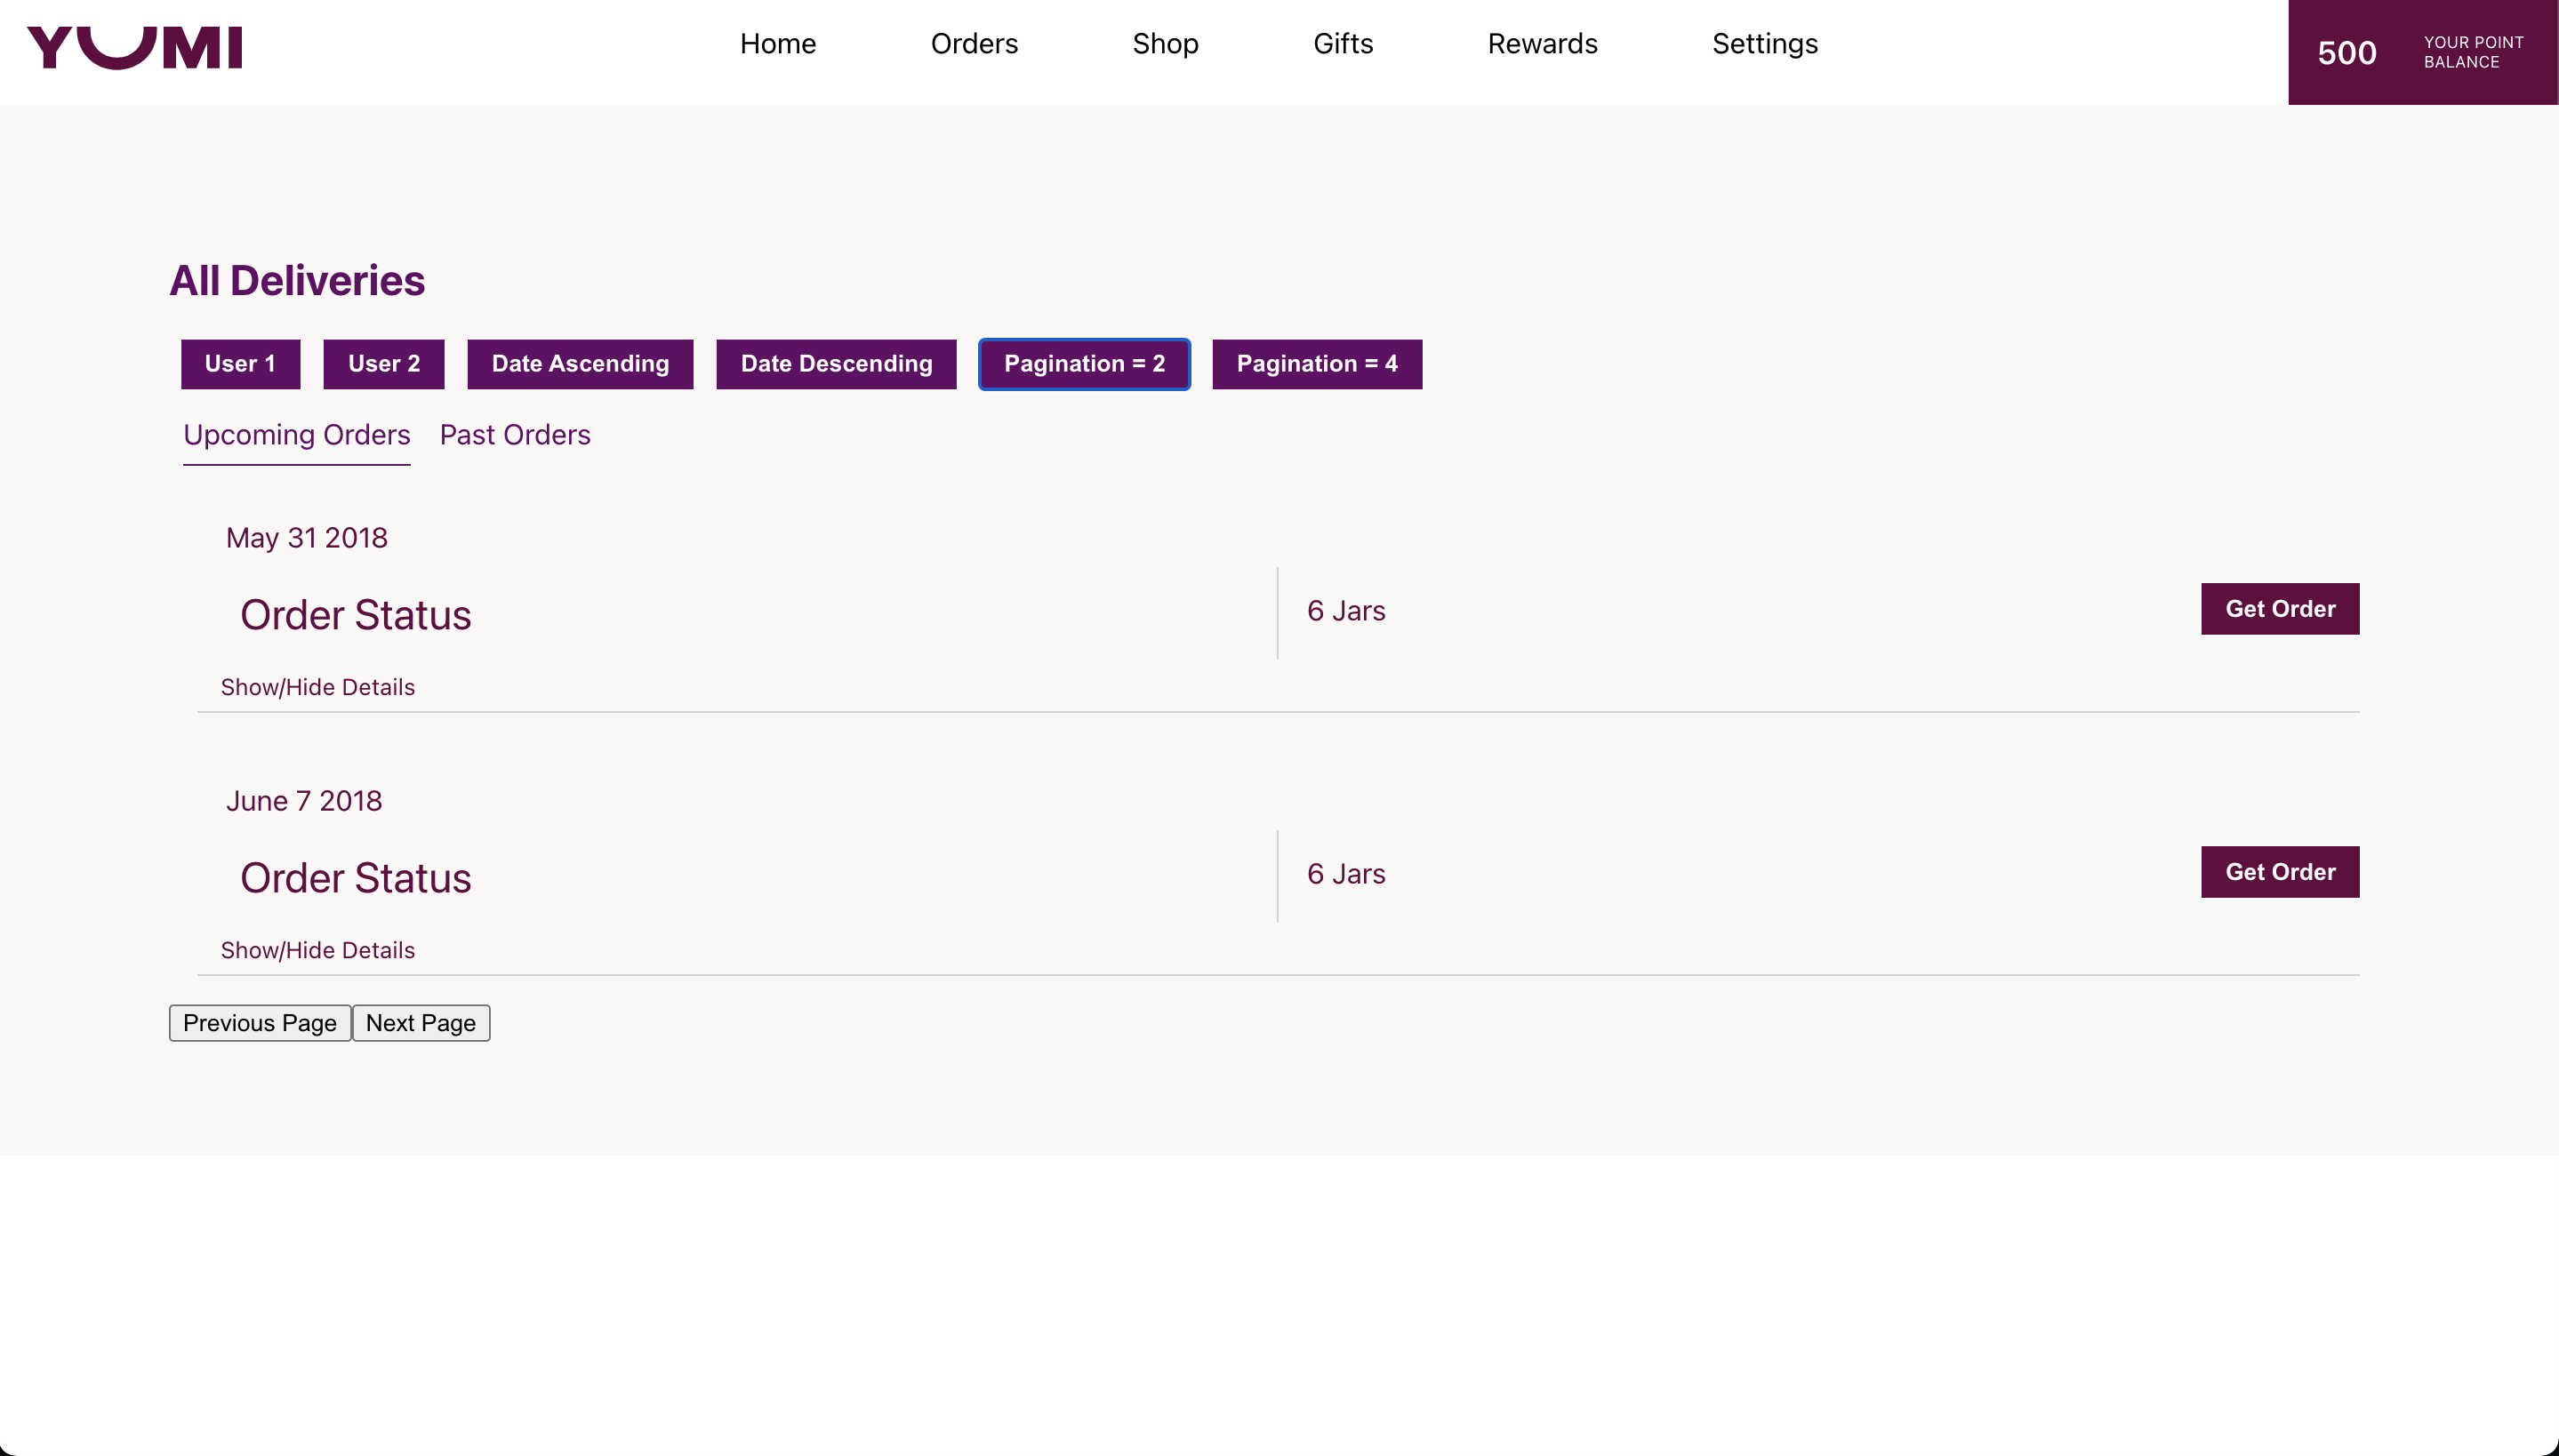 YUMI
Home Orders Shop Gifts Rewards Settings
500
YOUR POINT
BALANCE
All Deliveries
User 1 User 2 Date Ascending Date Descending Pagination = 2 Pagination = 4
Upcoming Orders Past Orders
May 31 2018
Order Status 6 Jars Get Order
Show/Hide Details
June 7 2018
Order Status 6 Jars Get Order
Show/Hide Details
Previous Page Next Page